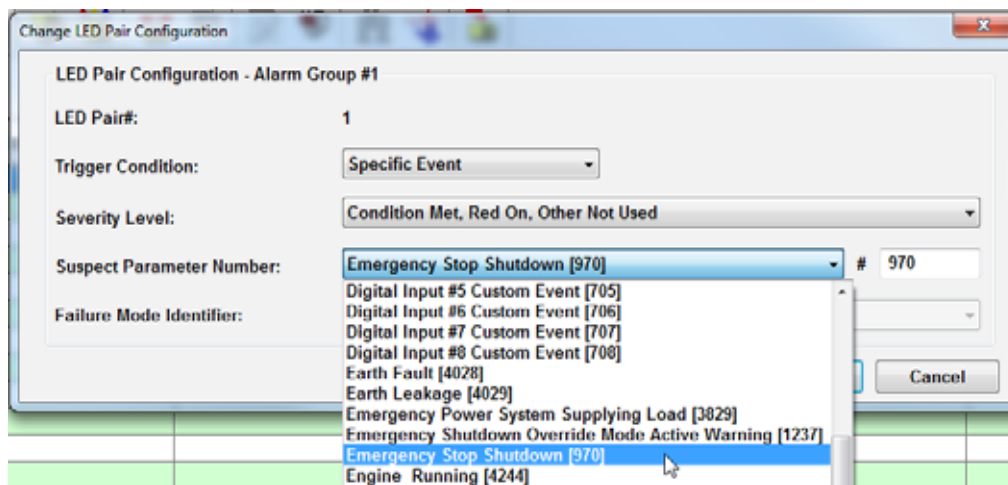 Change LED Pair Configuration
LED Pair Configuration - Alarm Group #1
LED Pair#: 1
Trigger Condition: Specific Event
Severity Level: Condition Met, Red On, Other Not Used
Suspect Parameter Number: Emergency Stop Shutdown [970] # 970
Digital Input #5 Custom Event [705]
Digital Input #6 Custom Event [706]
Failure Mode Identifier: Digital Input #7 Custom Event [707]
Digital Input #8 Custom Event [708]
Earth Fault [4028]
Cancel
Earth Leakage [4029]
Emergency Power System Supplying Load [3829]
Emergency Shutdown Override Mode Active Warning [1237]
Emergency Stop Shutdown [970]
Engine Running [4244]